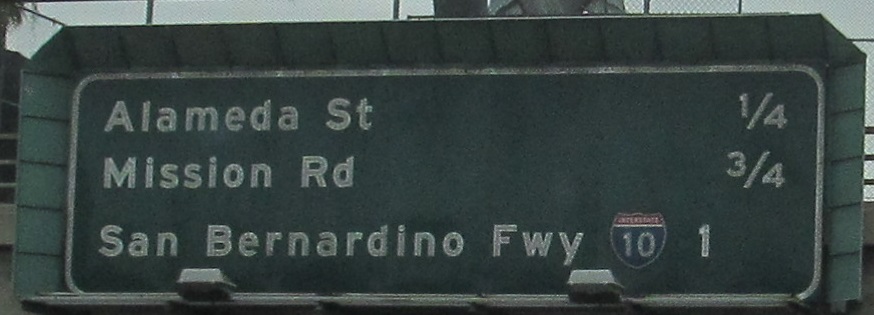 Alameda St 1/4
Mission Rd 3/4
San Bernardino Fwy INTERSTATE 10 1